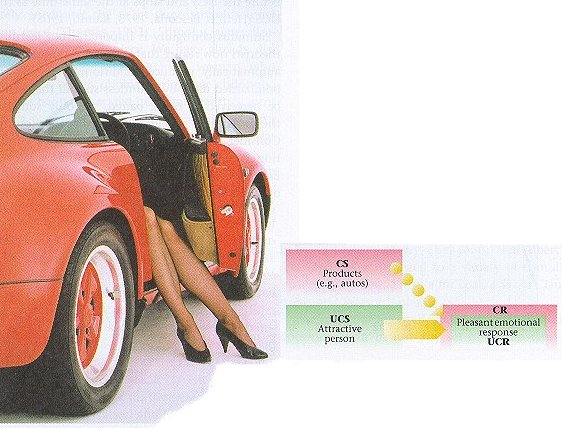 CS
Products
(e.g., autos)
UCS
Attractive
person
CR
Pleasant emotional
response
UCR